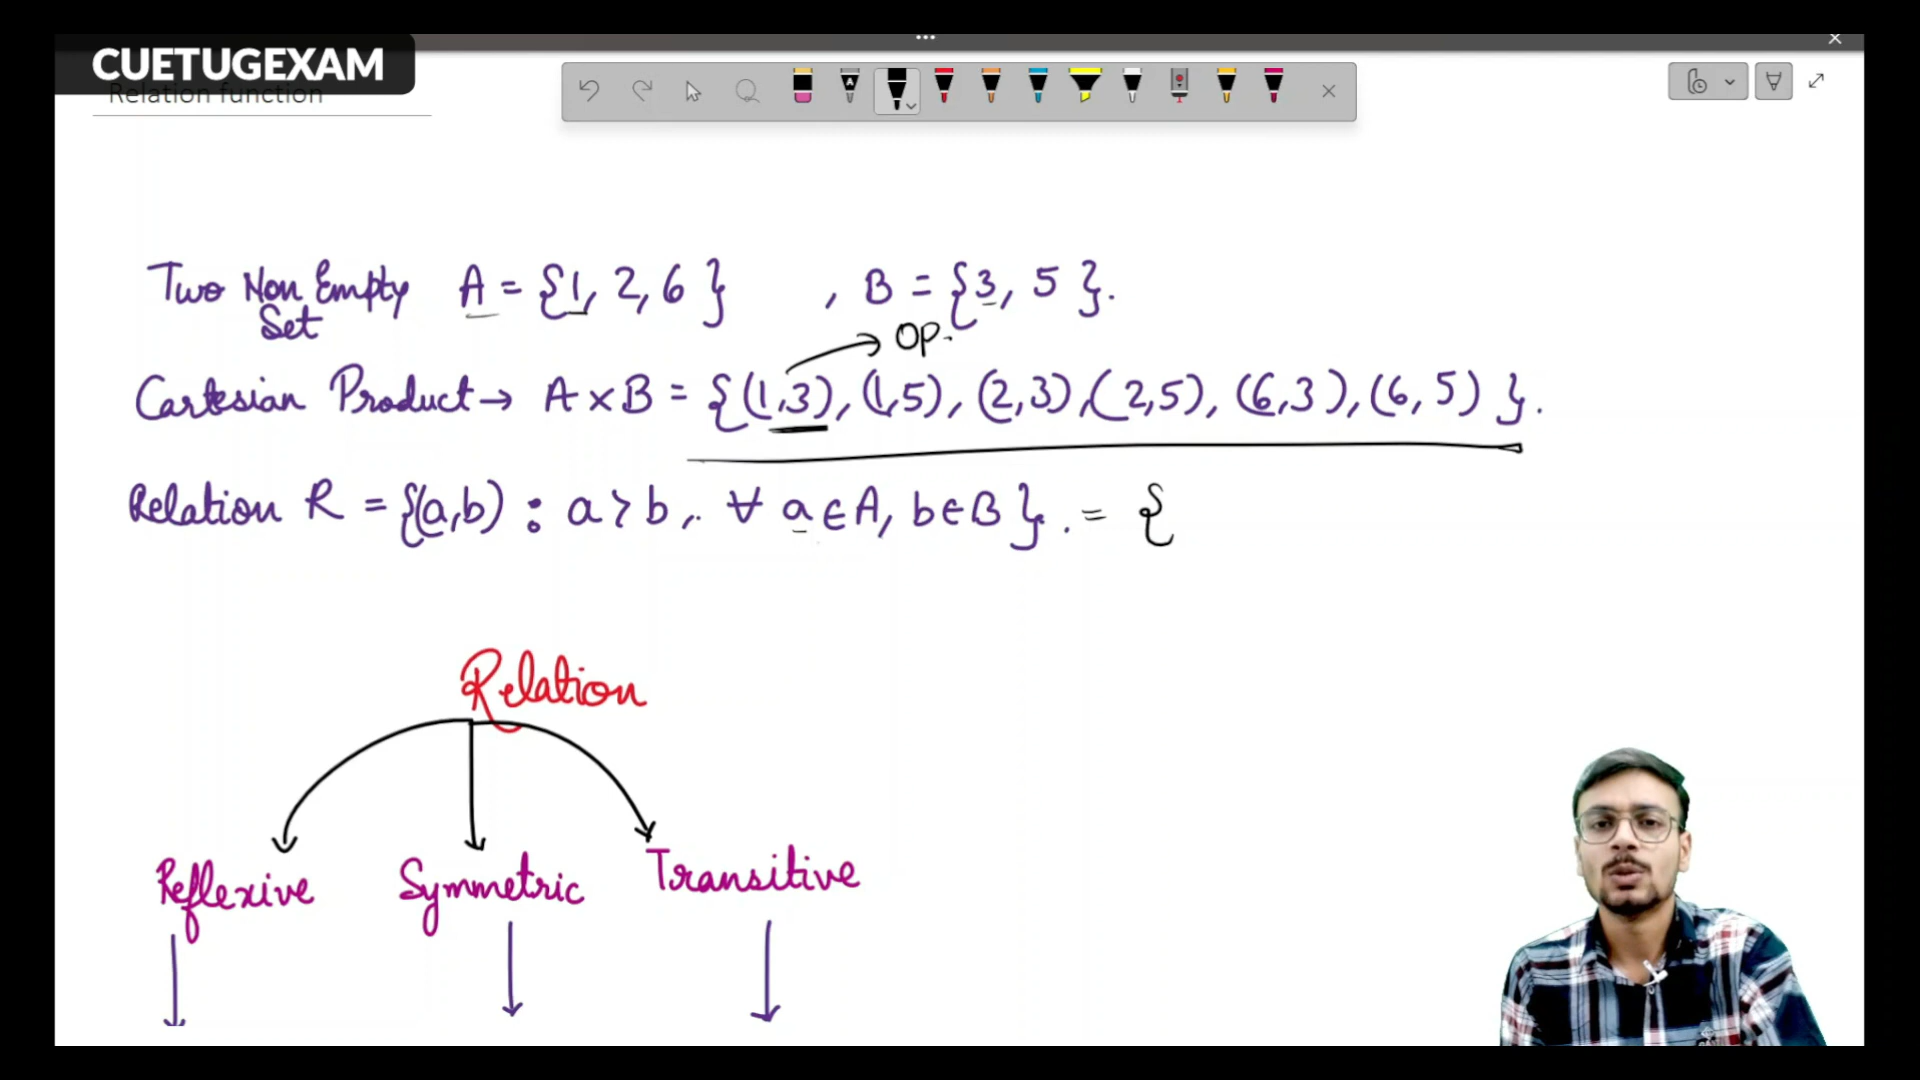 CUETUGEXAM
Relation function
Two Non Empty Set A = {1, 2, 6 } , B = {3, 5 }.
OP.
Cartesian Product → A × B = {(1,3), (1,5), (2,3), (2,5), (6,3), (6,5) }.
Relation R = {(a,b) : a > b, ∀ a ∈ A, b ∈ B }. = {
Relation
Reflexive Symmetric Transitive